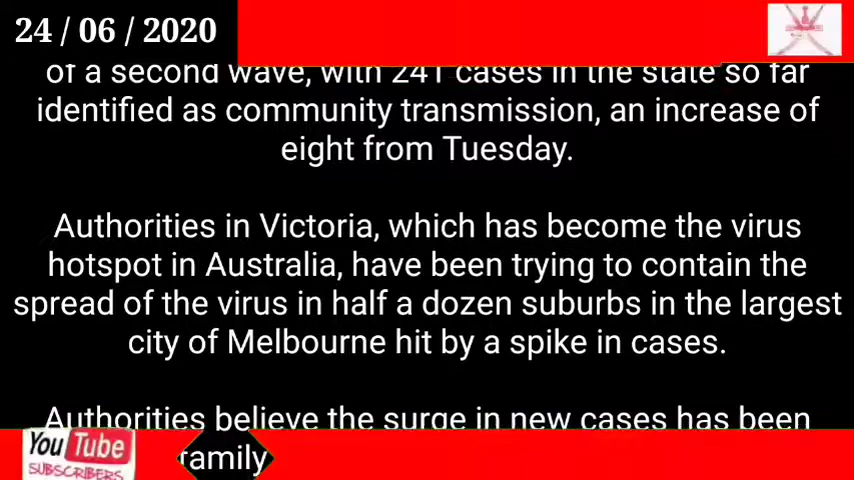 24 / 06 / 2020
of a second wave, with 241 cases in the state so far
identified as community transmission, an increase of
eight from Tuesday.
Authorities in Victoria, which has become the virus
hotspot in Australia, have been trying to contain the
spread of the virus in half a dozen suburbs in the largest
city of Melbourne hit by a spike in cases.
Authorities believe the surge in new cases has been
family
You Tube
SUBSCRIBERS